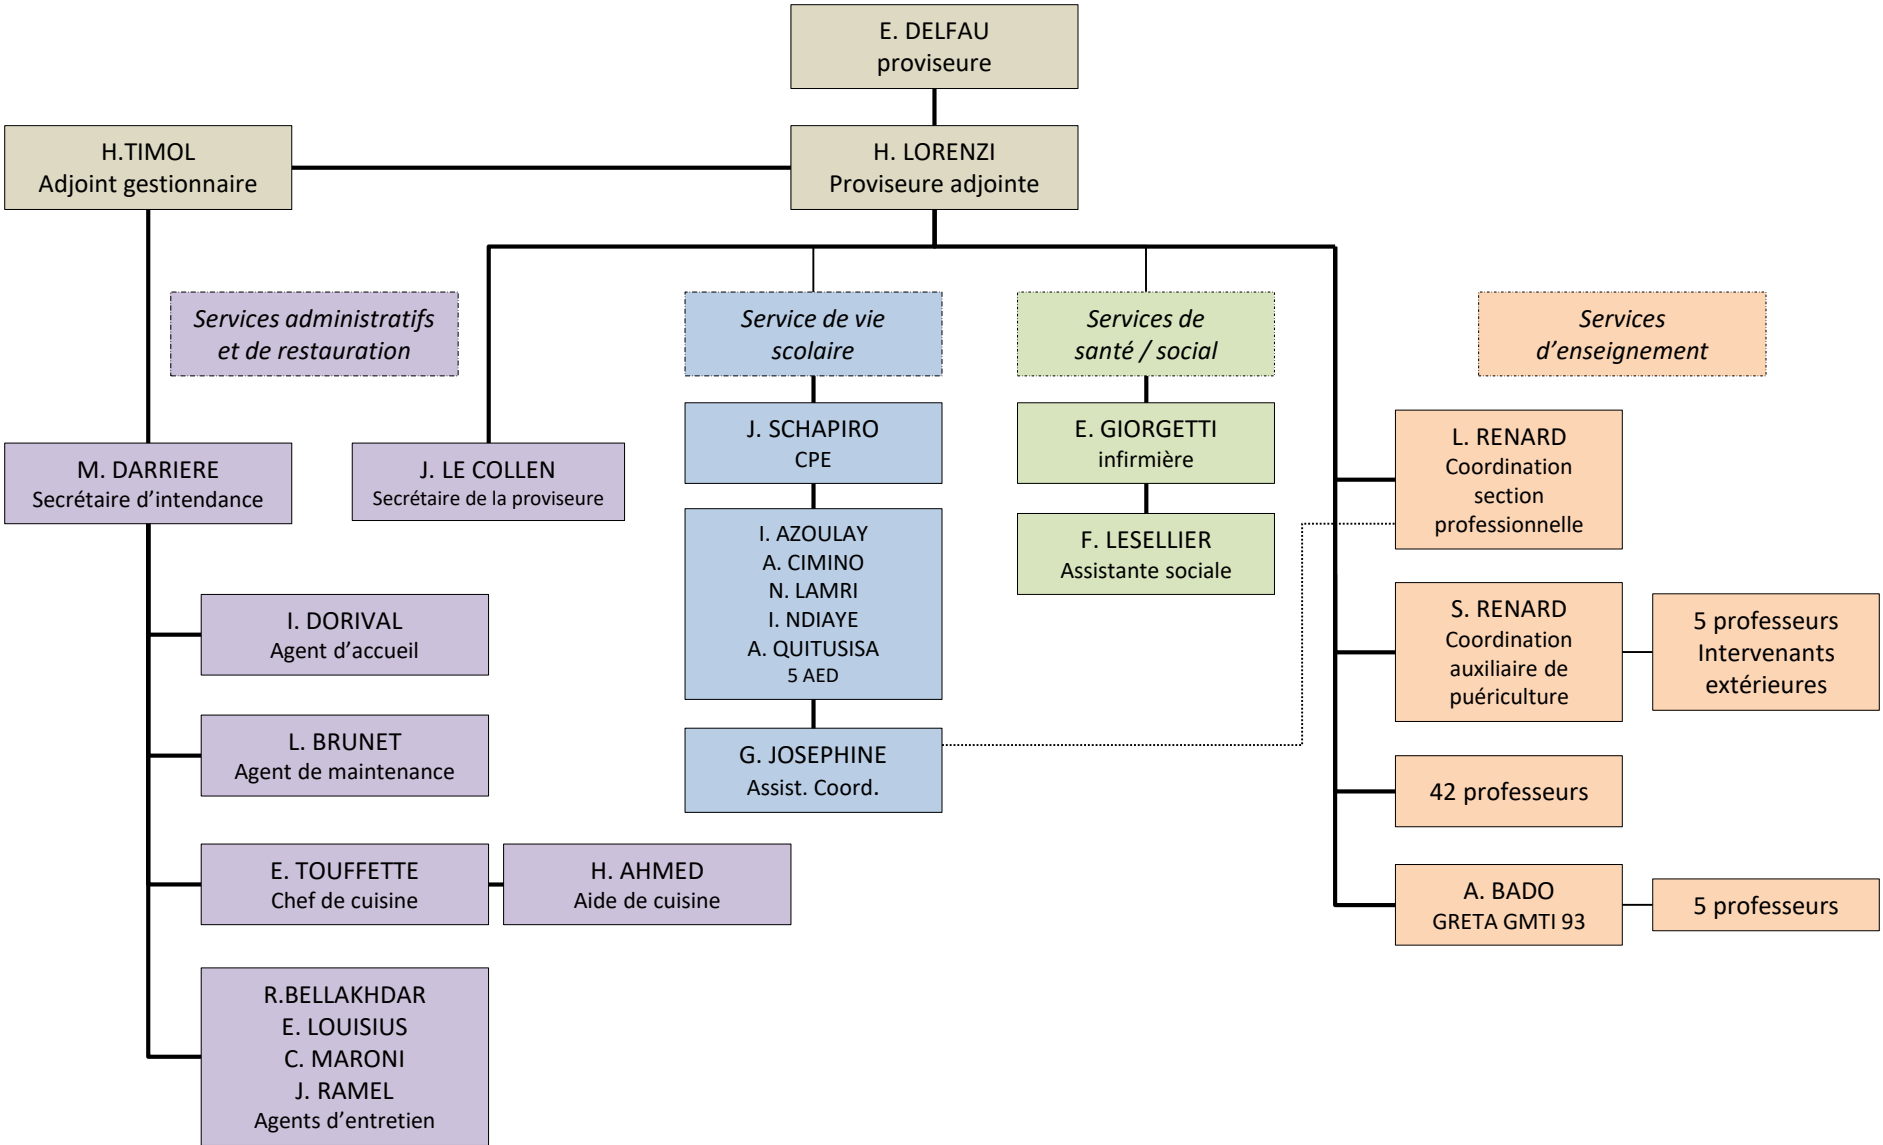 E. DELFAU
proviseure
H.TIMOL
Adjoint gestionnaire
H. LORENZI
Proviseure adjointe
Services administratifs
et de restauration
Service de vie
scolaire
Services de
santé / social
Services
d’enseignement
M. DARRIERE
Secrétaire d’intendance
J. LE COLLEN
Secrétaire de la proviseure
J. SCHAPIRO
CPE
E. GIORGETTI
infirmière
L. RENARD
Coordination
section
professionnelle
I. AZOULAY
A. CIMINO
N. LAMRI
I. NDIAYE
A. QUITUSISA
5 AED
F. LESELLIER
Assistante sociale
I. DORIVAL
Agent d’accueil
S. RENARD
Coordination
auxiliaire de
puériculture
5 professeurs
Intervenants
extérieures
L. BRUNET
Agent de maintenance
G. JOSEPHINE
Assist. Coord.
42 professeurs
E. TOUFFETTE
Chef de cuisine
H. AHMED
Aide de cuisine
A. BADO
GRETA GMTI 93
5 professeurs
R.BELLAKHDAR
E. LOUISIUS
C. MARONI
J. RAMEL
Agents d’entretien